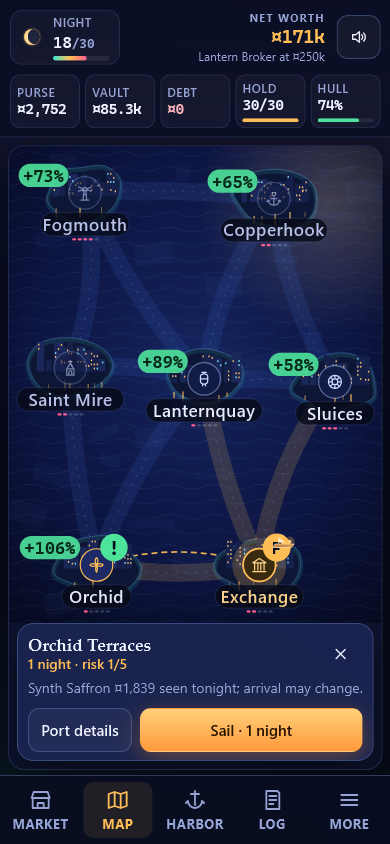 NIGHT
18/30
NET WORTH
¤171k
Lantern Broker at ¤250k
PURSE
¤2,752
VAULT
¤85.3k
DEBT
¤0
HOLD
30/30
HULL
74%
+73%
Fogmouth
+65%
Copperhook
Saint Mire
+89%
Lanternquay
+58%
Sluices
+106%
!
Orchid
Exchange
Orchid Terraces
1 night · risk 1/5
Synth Saffron ¤1,839 seen tonight; arrival may change.
Port details
Sail · 1 night
MARKET
MAP
HARBOR
LOG
MORE